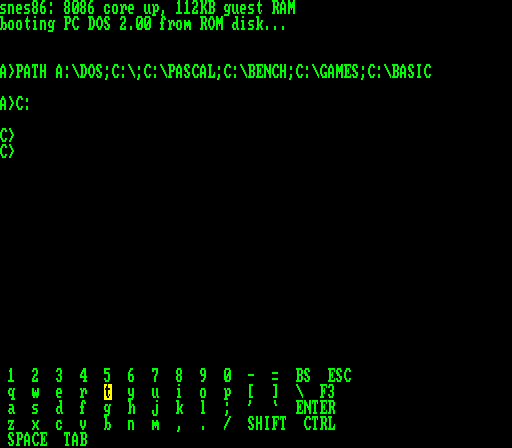 snes86: 8086 core up, 112KB guest RAM
booting PC DOS 2.00 from ROM disk...
A>PATH A:\DOS;C:\;C:\PASCAL;C:\BENCH;C:\GAMES;C:\BASIC
A>C:
C>
C>
1 2 3 4 5 6 7 8 9 0 - = BS ESC
q w e r t y u i o p [ ] \ F3
a s d f g h j k l ; ' ` ENTER
z x c v b n m , . / SHIFT CTRL
SPACE TAB